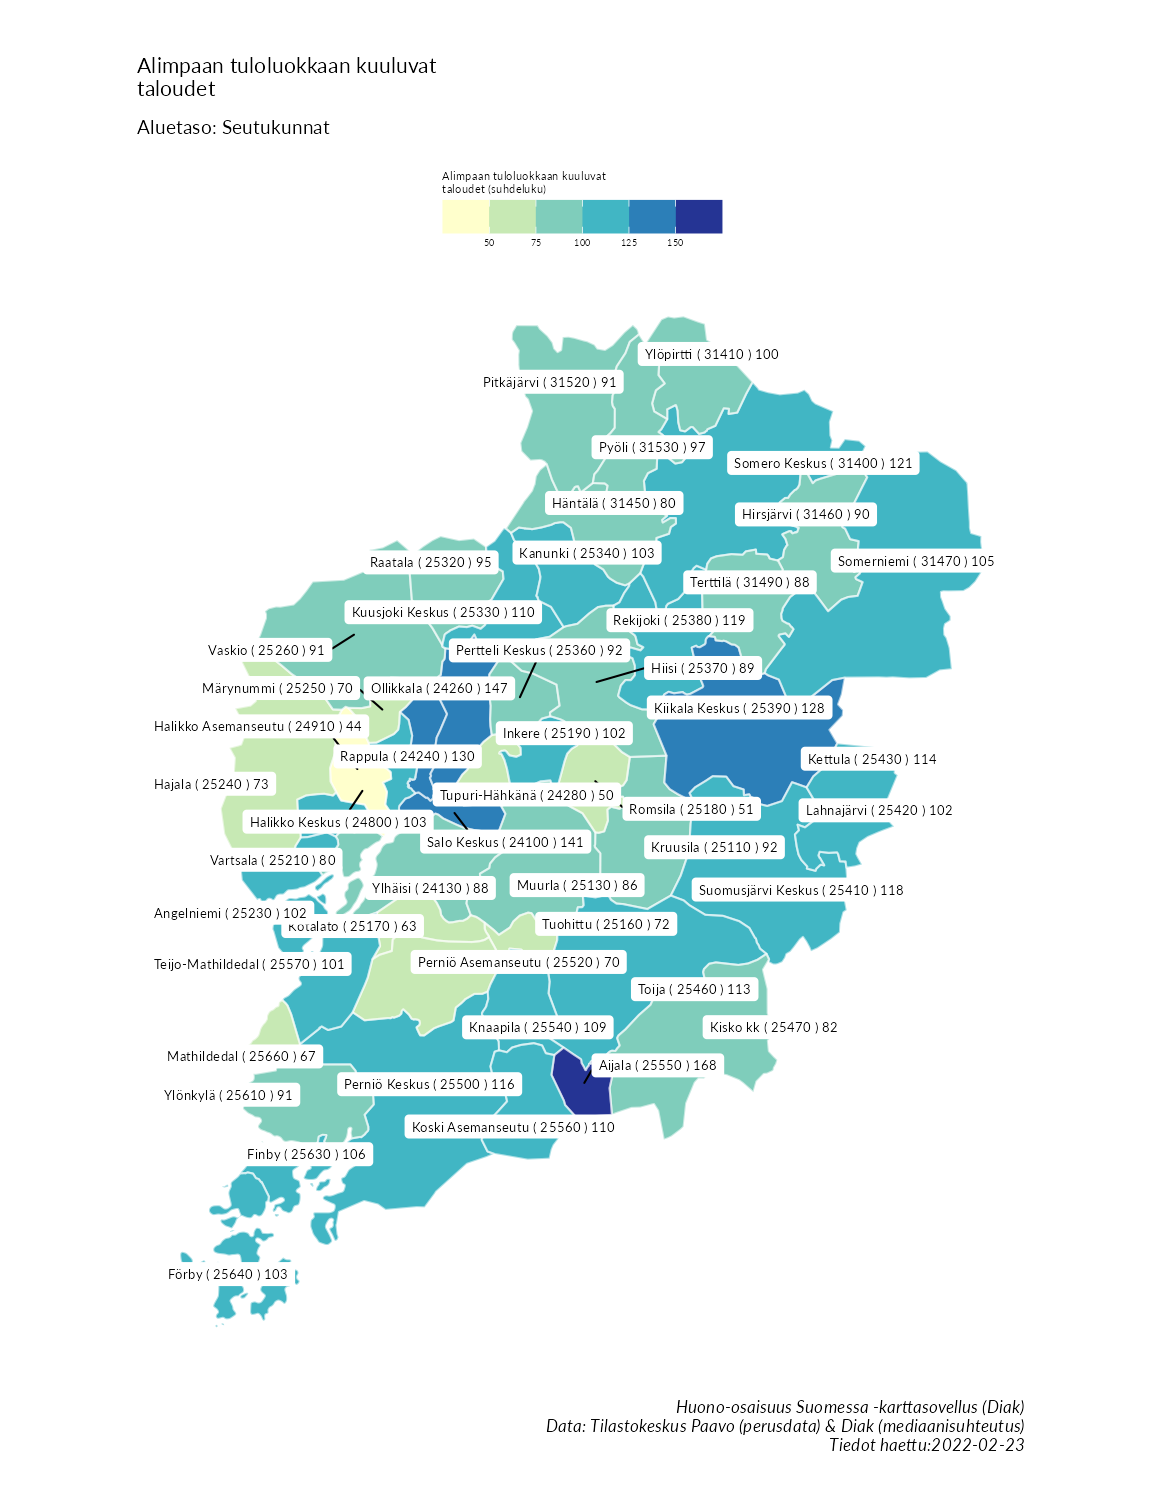 Alimpaan tuloluokkaan kuuluvat
taloudet
Aluetaso: Seutukunnat
Alimpaan tuloluokkaan kuuluvat
taloudet (suhdeluku)
50 75 100 125 150
Ylöpirtti ( 31410 ) 100
Pitkäjärvi ( 31520 ) 91
Pyöli ( 31530 ) 97
Somero Keskus ( 31400 ) 121
Häntälä ( 31450 ) 80
Hirsjärvi ( 31460 ) 90
Kanunki ( 25340 ) 103
Raatala ( 25320 ) 95
Somerniemi ( 31470 ) 105
Terttilä ( 31490 ) 88
Kuusjoki Keskus ( 25330 ) 110
Rekijoki ( 25380 ) 119
Vaskio ( 25260 ) 91
Pertteli Keskus ( 25360 ) 92
Hiisi ( 25370 ) 89
Märynummi ( 25250 ) 70
Ollikkala ( 24260 ) 147
Kiikala Keskus ( 25390 ) 128
Halikko Asemanseutu ( 24910 ) 44
Inkere ( 25190 ) 102
Rappula ( 24240 ) 130
Kettula ( 25430 ) 114
Hajala ( 25240 ) 73
Tupuri-Hähkänä ( 24280 ) 50
Romsila ( 25180 ) 51
Lahnajärvi ( 25420 ) 102
Halikko Keskus ( 24800 ) 103
Salo Keskus ( 24100 ) 141
Kruusila ( 25110 ) 92
Vartsala ( 25210 ) 80
Ylhäisi ( 24130 ) 88
Muurla ( 25130 ) 86
Suomusjärvi Keskus ( 25410 ) 118
Angelniemi ( 25230 ) 102
Kotalato ( 25170 ) 63
Tuohittu ( 25160 ) 72
Teijo-Mathildedal ( 25570 ) 101
Perniö Asemanseutu ( 25520 ) 70
Toija ( 25460 ) 113
Knaapila ( 25540 ) 109
Kisko kk ( 25470 ) 82
Mathildedal ( 25660 ) 67
Aijala ( 25550 ) 168
Perniö Keskus ( 25500 ) 116
Ylönkylä ( 25610 ) 91
Koski Asemanseutu ( 25560 ) 110
Finby ( 25630 ) 106
Förby ( 25640 ) 103
Huono-osaisuus Suomessa -karttasovellus (Diak)
Data: Tilastokeskus Paavo (perusdata) & Diak (mediaanisuhteutus)
Tiedot haettu:2022-02-23